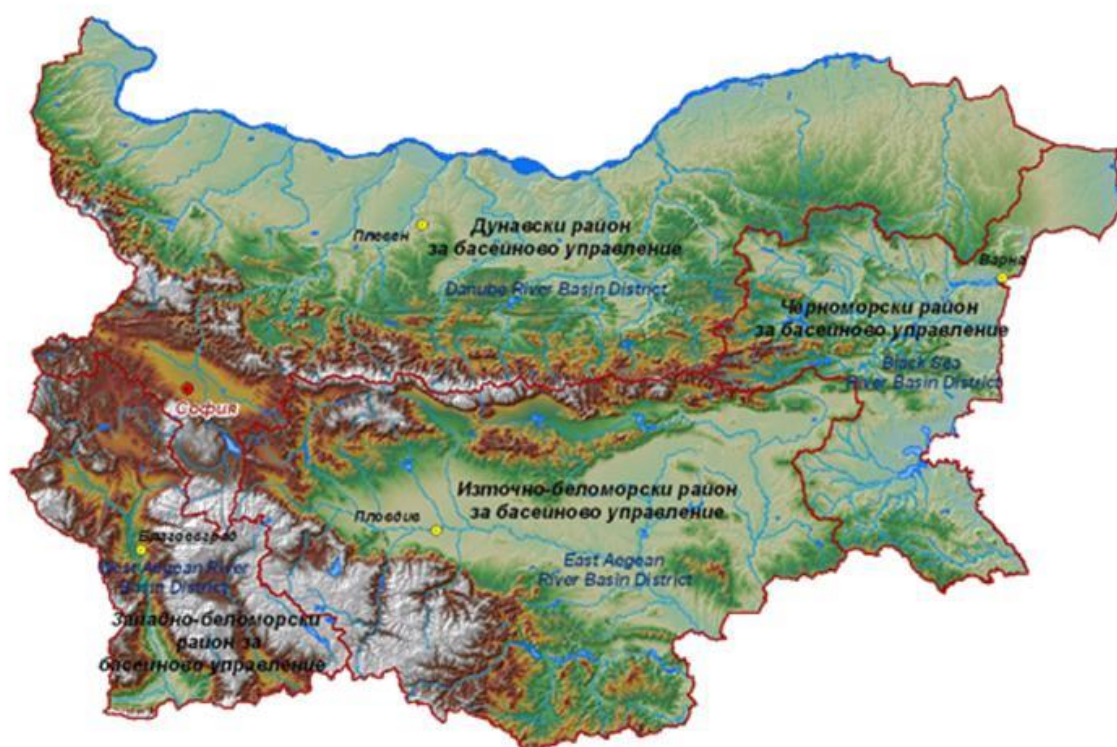 Дунавски район
за басейново управление
Плевен
Danube River Basin District
Варна
Черноморски район
за басейново управление
Black Sea
River Basin District
София
Източно-беломорски район
за басейново управление
Пловдив
Благоевград
East Aegean
River Basin District
West Aegean River
Basin District
Западно-беломорски
район за
басейново управление